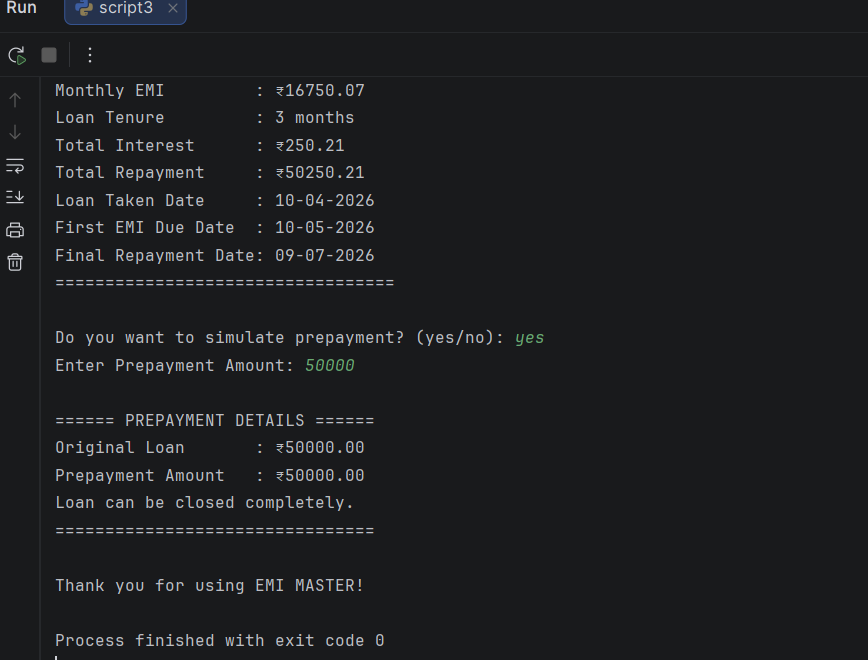 Run script3
Monthly EMI         : ₹16750.07
Loan Tenure         : 3 months
Total Interest      : ₹250.21
Total Repayment     : ₹50250.21
Loan Taken Date     : 10-04-2026
First EMI Due Date  : 10-05-2026
Final Repayment Date: 09-07-2026
==================================
Do you want to simulate prepayment? (yes/no): yes
Enter Prepayment Amount: 50000
====== PREPAYMENT DETAILS ======
Original Loan       : ₹50000.00
Prepayment Amount   : ₹50000.00
Loan can be closed completely.
================================
Thank you for using EMI MASTER!
Process finished with exit code 0